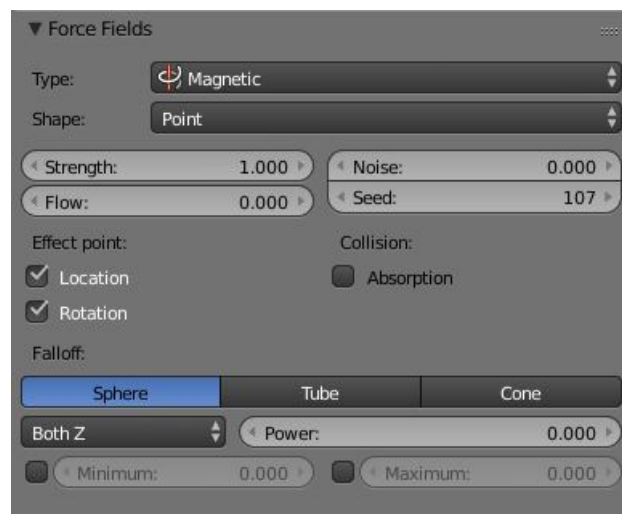 Force Fields
Type: Magnetic
Shape: Point
Strength: 1.000 Noise: 0.000
Flow: 0.000 Seed: 107
Effect point: Collision:
Location Absorption
Rotation
Falloff:
Sphere Tube Cone
Both Z Power: 0.000
Minimum: 0.000 Maximum: 0.000